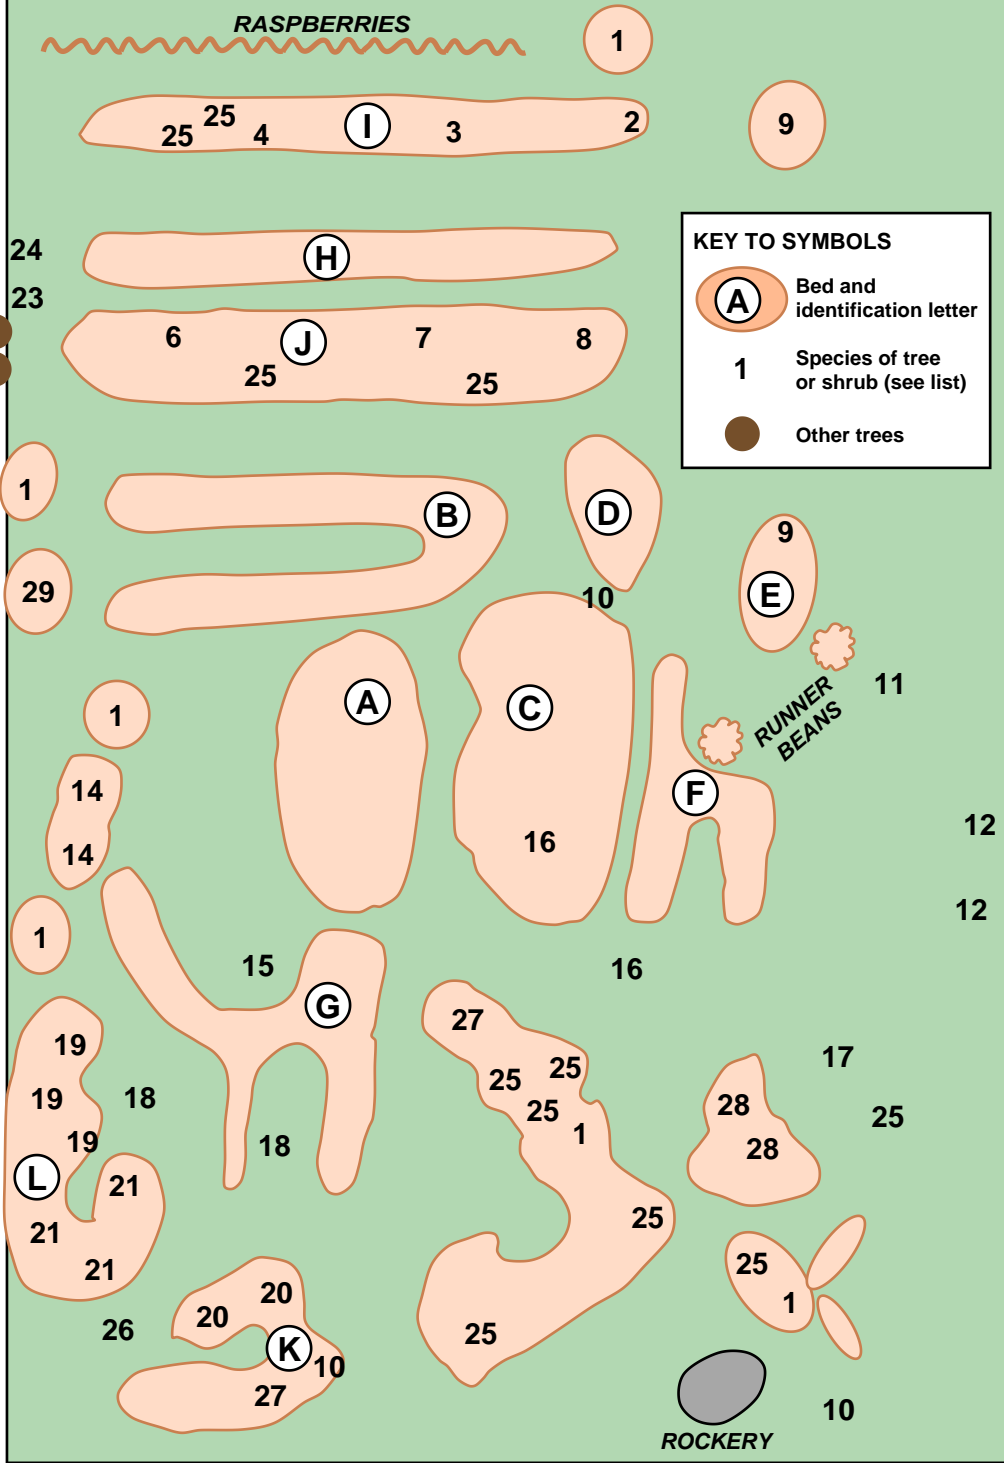 RASPBERRIES
1
25
25
4
I
3
2
9
24
H
23
KEY TO SYMBOLS
A
Bed and
identification letter
1
Species of tree
or shrub (see list)
Other trees
6
J
7
8
25
25
1
B
D
9
29
10
E
11
RUNNER
BEANS
1
A
C
14
F
14
16
12
12
1
15
16
G
27
19
17
25
25
19
18
28
25
25
19
1
18
28
L
21
25
21
21
25
20
1
20
26
25
K
10
27
10
ROCKERY